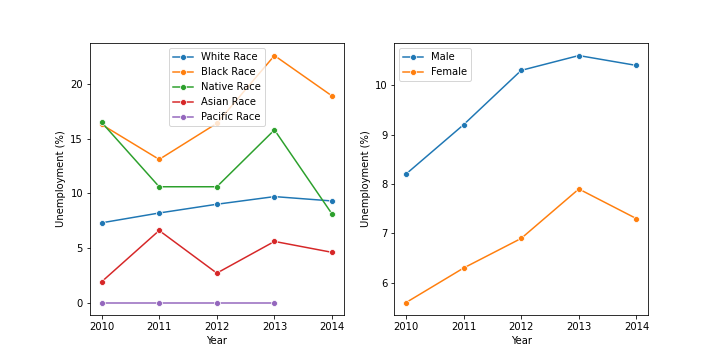 White Race
Black Race
Native Race
Asian Race
Pacific Race
Unemployment (%)
20
15
10
5
0
2010 2011 2012 2013 2014
Year
Male
Female
Unemployment (%)
10
9
8
7
6
2010 2011 2012 2013 2014
Year